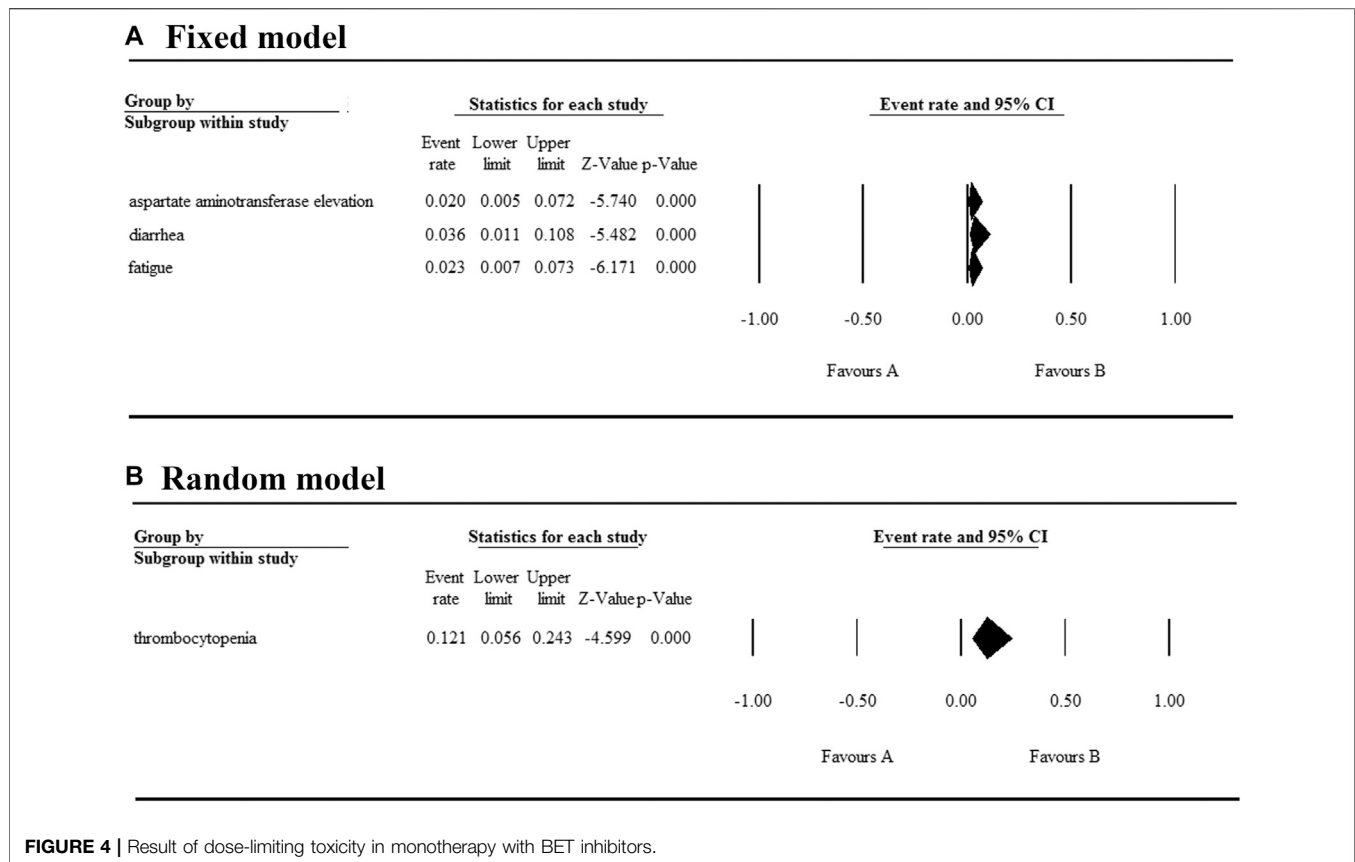 A Fixed model
Group by Statistics for each study Event rate and 95% CI
Subgroup within study
Event Lower Upper
rate limit limit Z-Value p-Value
aspartate aminotransferase elevation 0.020 0.005 0.072 -5.740 0.000
diarrhea 0.036 0.011 0.108 -5.482 0.000
fatigue 0.023 0.007 0.073 -6.171 0.000
-1.00 -0.50 0.00 0.50 1.00
Favours A Favours B
B Random model
Group by Statistics for each study Event rate and 95% CI
Subgroup within study
Event Lower Upper
rate limit limit Z-Value p-Value
thrombocytopenia 0.121 0.056 0.243 -4.599 0.000
-1.00 -0.50 0.00 0.50 1.00
Favours A Favours B
FIGURE 4 | Result of dose-limiting toxicity in monotherapy with BET inhibitors.